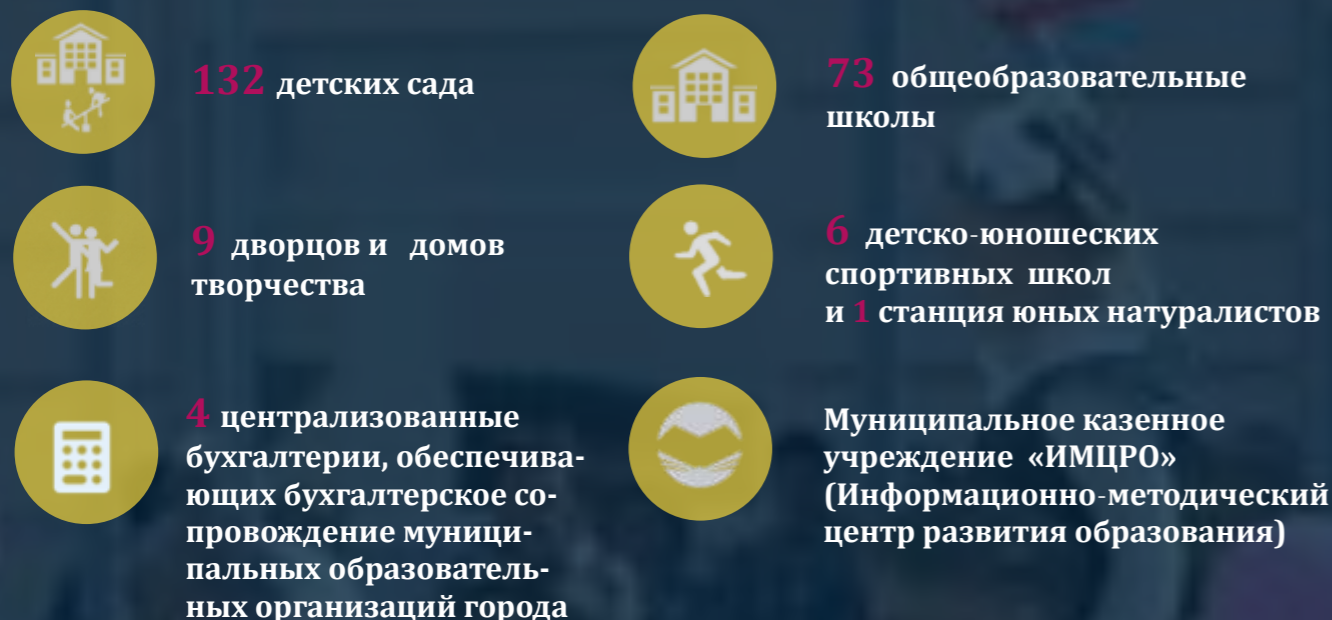 132 детских сада
73 общеобразовательные
школы
9 дворцов и домов
творчества
6 детско-юношеских
спортивных школ
и 1 станция юных натуралистов
4 централизованные
бухгалтерии, обеспечива-
ющих бухгалтерское со-
провождение муници-
пальных образователь-
ных организаций города
Муниципальное казенное
учреждение «ИМЦРО»
(Информационно-методический
центр развития образования)